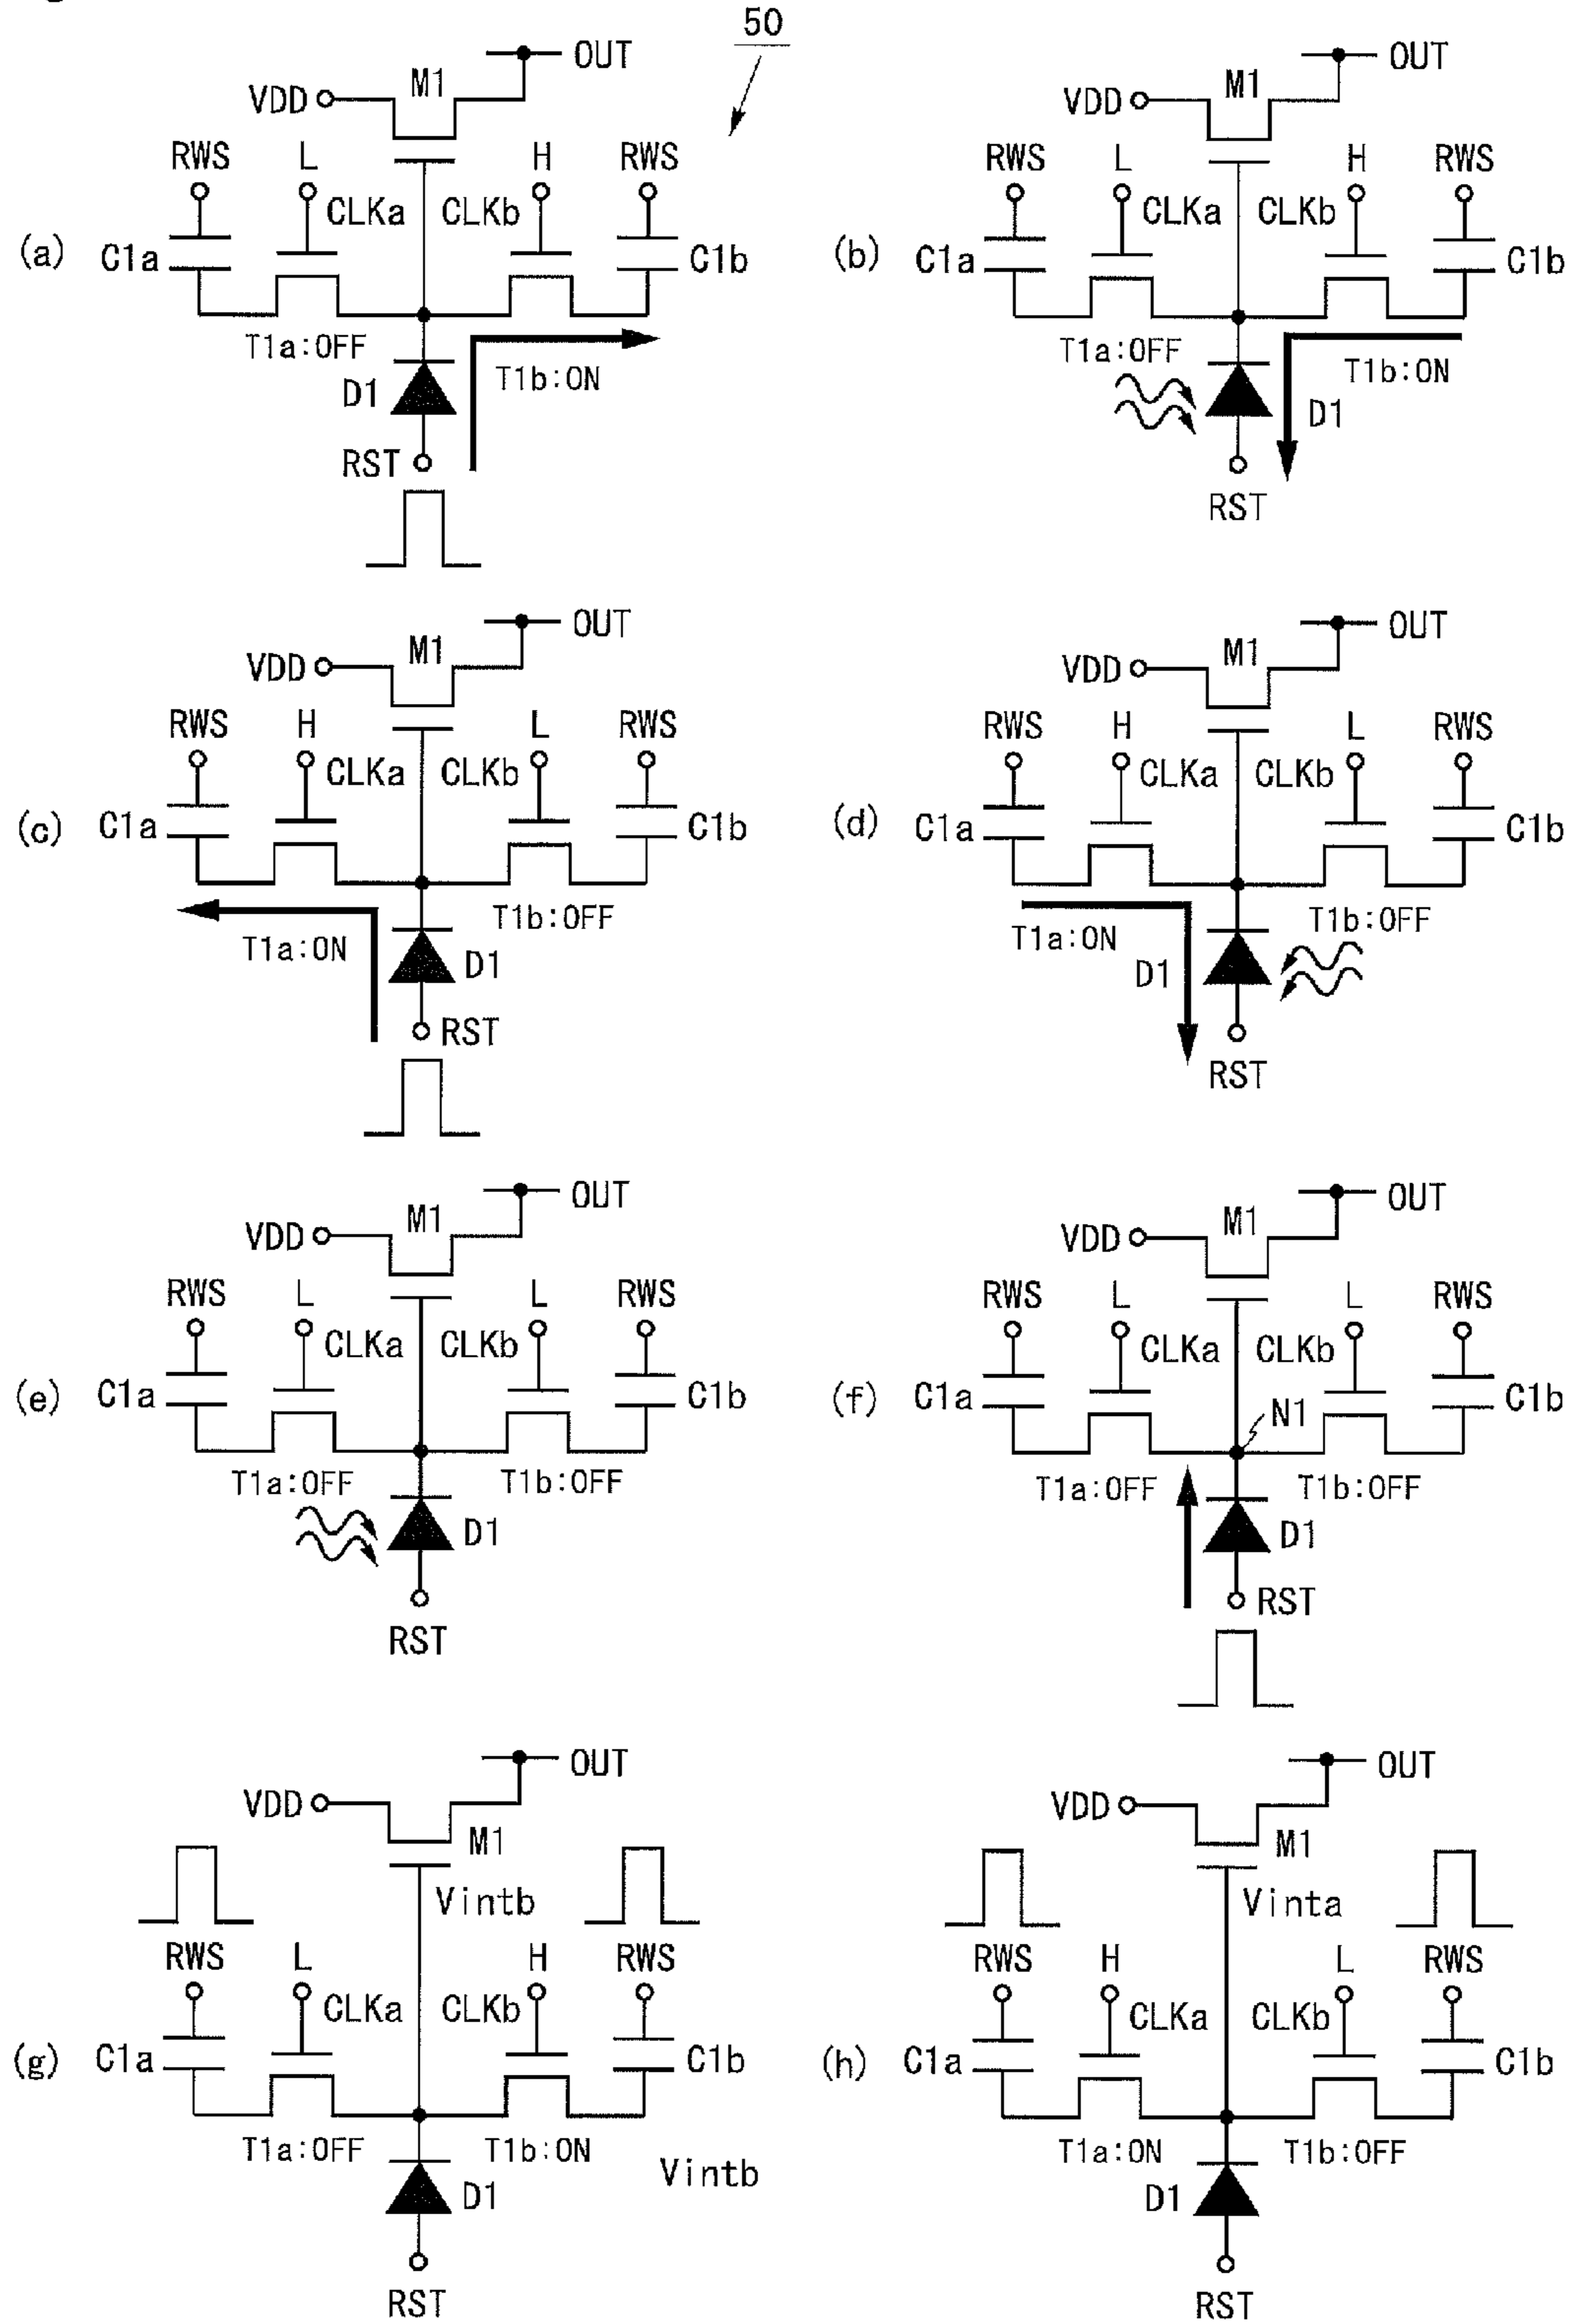 50
(a)
OUT
M1
VDD
RWS
L
H
RWS
CLKa
CLKb
C1a
C1b
T1a:OFF
T1b:ON
D1
RST
(b)
OUT
M1
VDD
RWS
L
H
RWS
CLKa
CLKb
C1a
C1b
T1a:OFF
T1b:ON
D1
RST
(c)
OUT
M1
VDD
RWS
H
L
RWS
CLKa
CLKb
C1a
C1b
T1a:ON
T1b:OFF
D1
RST
(d)
OUT
M1
VDD
RWS
H
L
RWS
CLKa
CLKb
C1a
C1b
T1a:ON
T1b:OFF
D1
RST
(e)
OUT
M1
VDD
RWS
L
L
RWS
CLKa
CLKb
C1a
C1b
T1a:OFF
T1b:OFF
D1
RST
(f)
OUT
M1
VDD
RWS
L
L
RWS
CLKa
CLKb
C1a
C1b
N1
T1a:OFF
T1b:OFF
D1
RST
(g)
OUT
VDD
M1
Vintb
RWS
L
H
RWS
CLKa
CLKb
C1a
C1b
T1a:OFF
T1b:ON
Vintb
D1
RST
(h)
OUT
VDD
M1
Vinta
RWS
H
L
RWS
CLKa
CLKb
C1a
C1b
T1a:ON
T1b:OFF
D1
RST